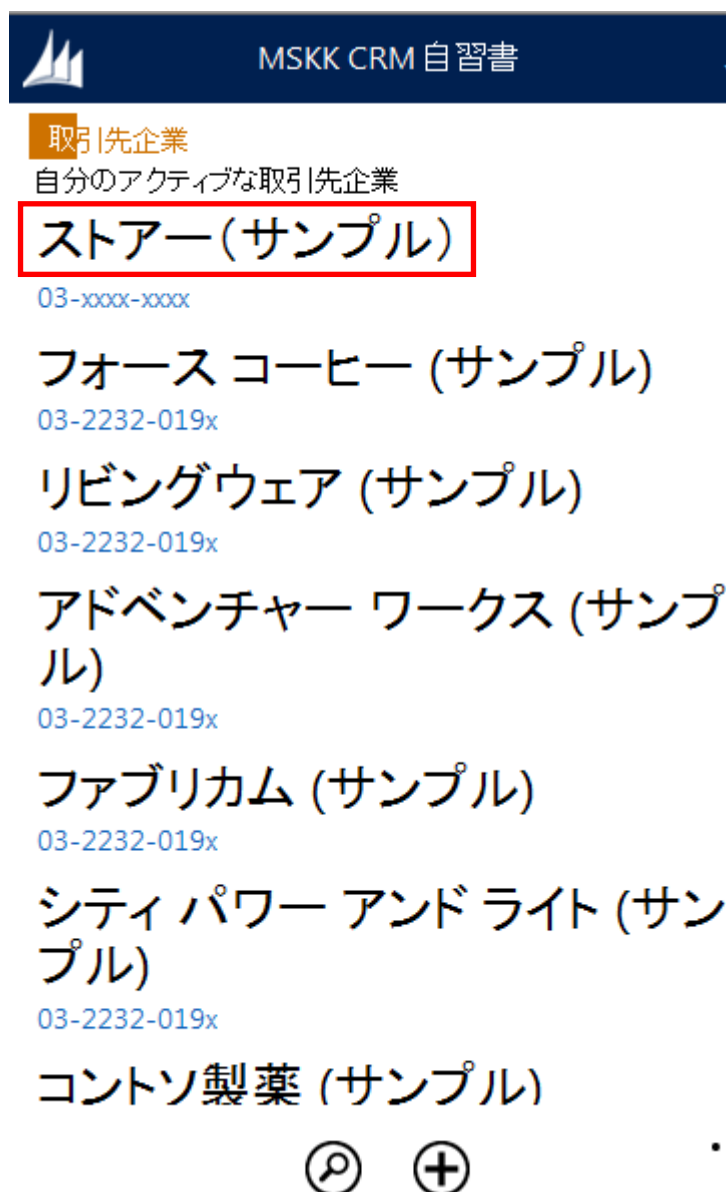 MSKK CRM 自習書
取引先企業
自分のアクティブな取引先企業
ストアー(サンプル)
03-xxxx-xxxx
フォース コーヒー (サンプル)
03-2232-019x
リビングウェア (サンプル)
03-2232-019x
アドベンチャー ワークス (サンプ
ル)
03-2232-019x
ファブリカム (サンプル)
03-2232-019x
シティ パワー アンド ライト (サン
プル)
03-2232-019x
コントソ製薬 (サンプル)